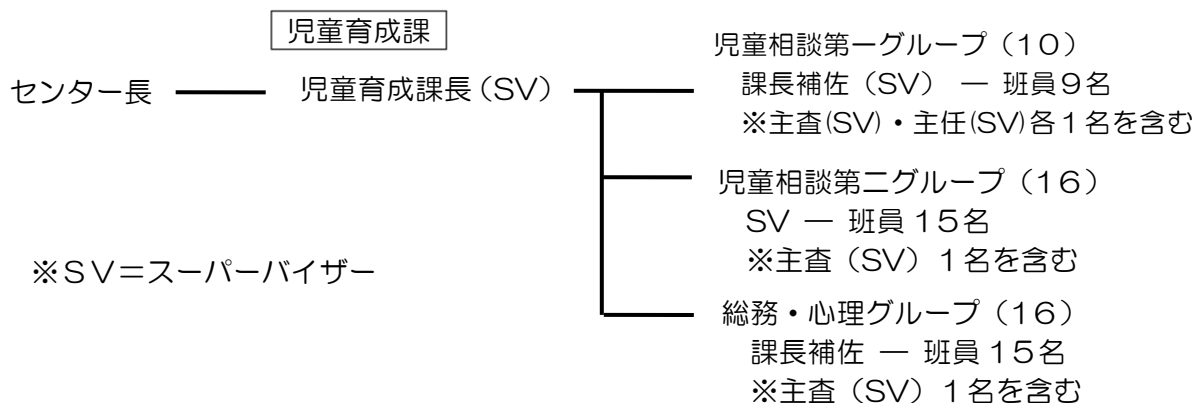 児童育成課
センター長
児童育成課長(SV)
児童相談第一グループ（10）
課長補佐（SV） ― 班員９名
※主査(SV)・主任(SV)各１名を含む
児童相談第二グループ（16）
SV ― 班員 15名
※主査（SV）１名を含む
※ＳＶ＝スーパーバイザー
総務・心理グループ（16）
課長補佐 ― 班員 15名
※主査（SV）１名を含む